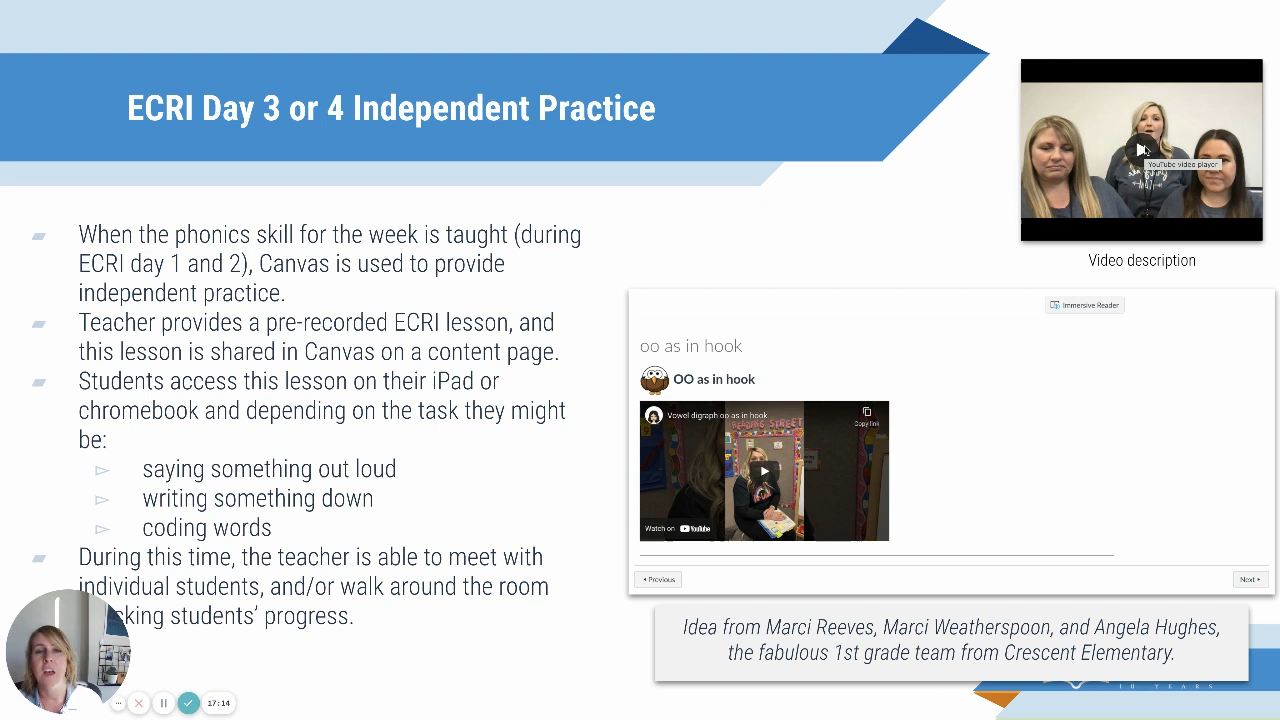 ECRI Day 3 or 4 Independent Practice
YouTube video player
Video description
When the phonics skill for the week is taught (during
ECRI day 1 and 2), Canvas is used to provide
independent practice.
Teacher provides a pre-recorded ECRI lesson, and
this lesson is shared in Canvas on a content page.
Students access this lesson on their iPad or
chromebook and depending on the task they might
be:
saying something out loud
writing something down
coding words
During this time, the teacher is able to meet with
individual students, and/or walk around the room
students' progress.
Immersive Reader
oo as in hook
OO as in hook
Vowel digraph oo as in hook
Copy link
READING STREET
Watch on YouTube
Previous
Next
Idea from Marci Reeves, Marci Weatherspoon, and Angela Hughes,
the fabulous 1st grade team from Crescent Elementary.
10 YEARS
17:14